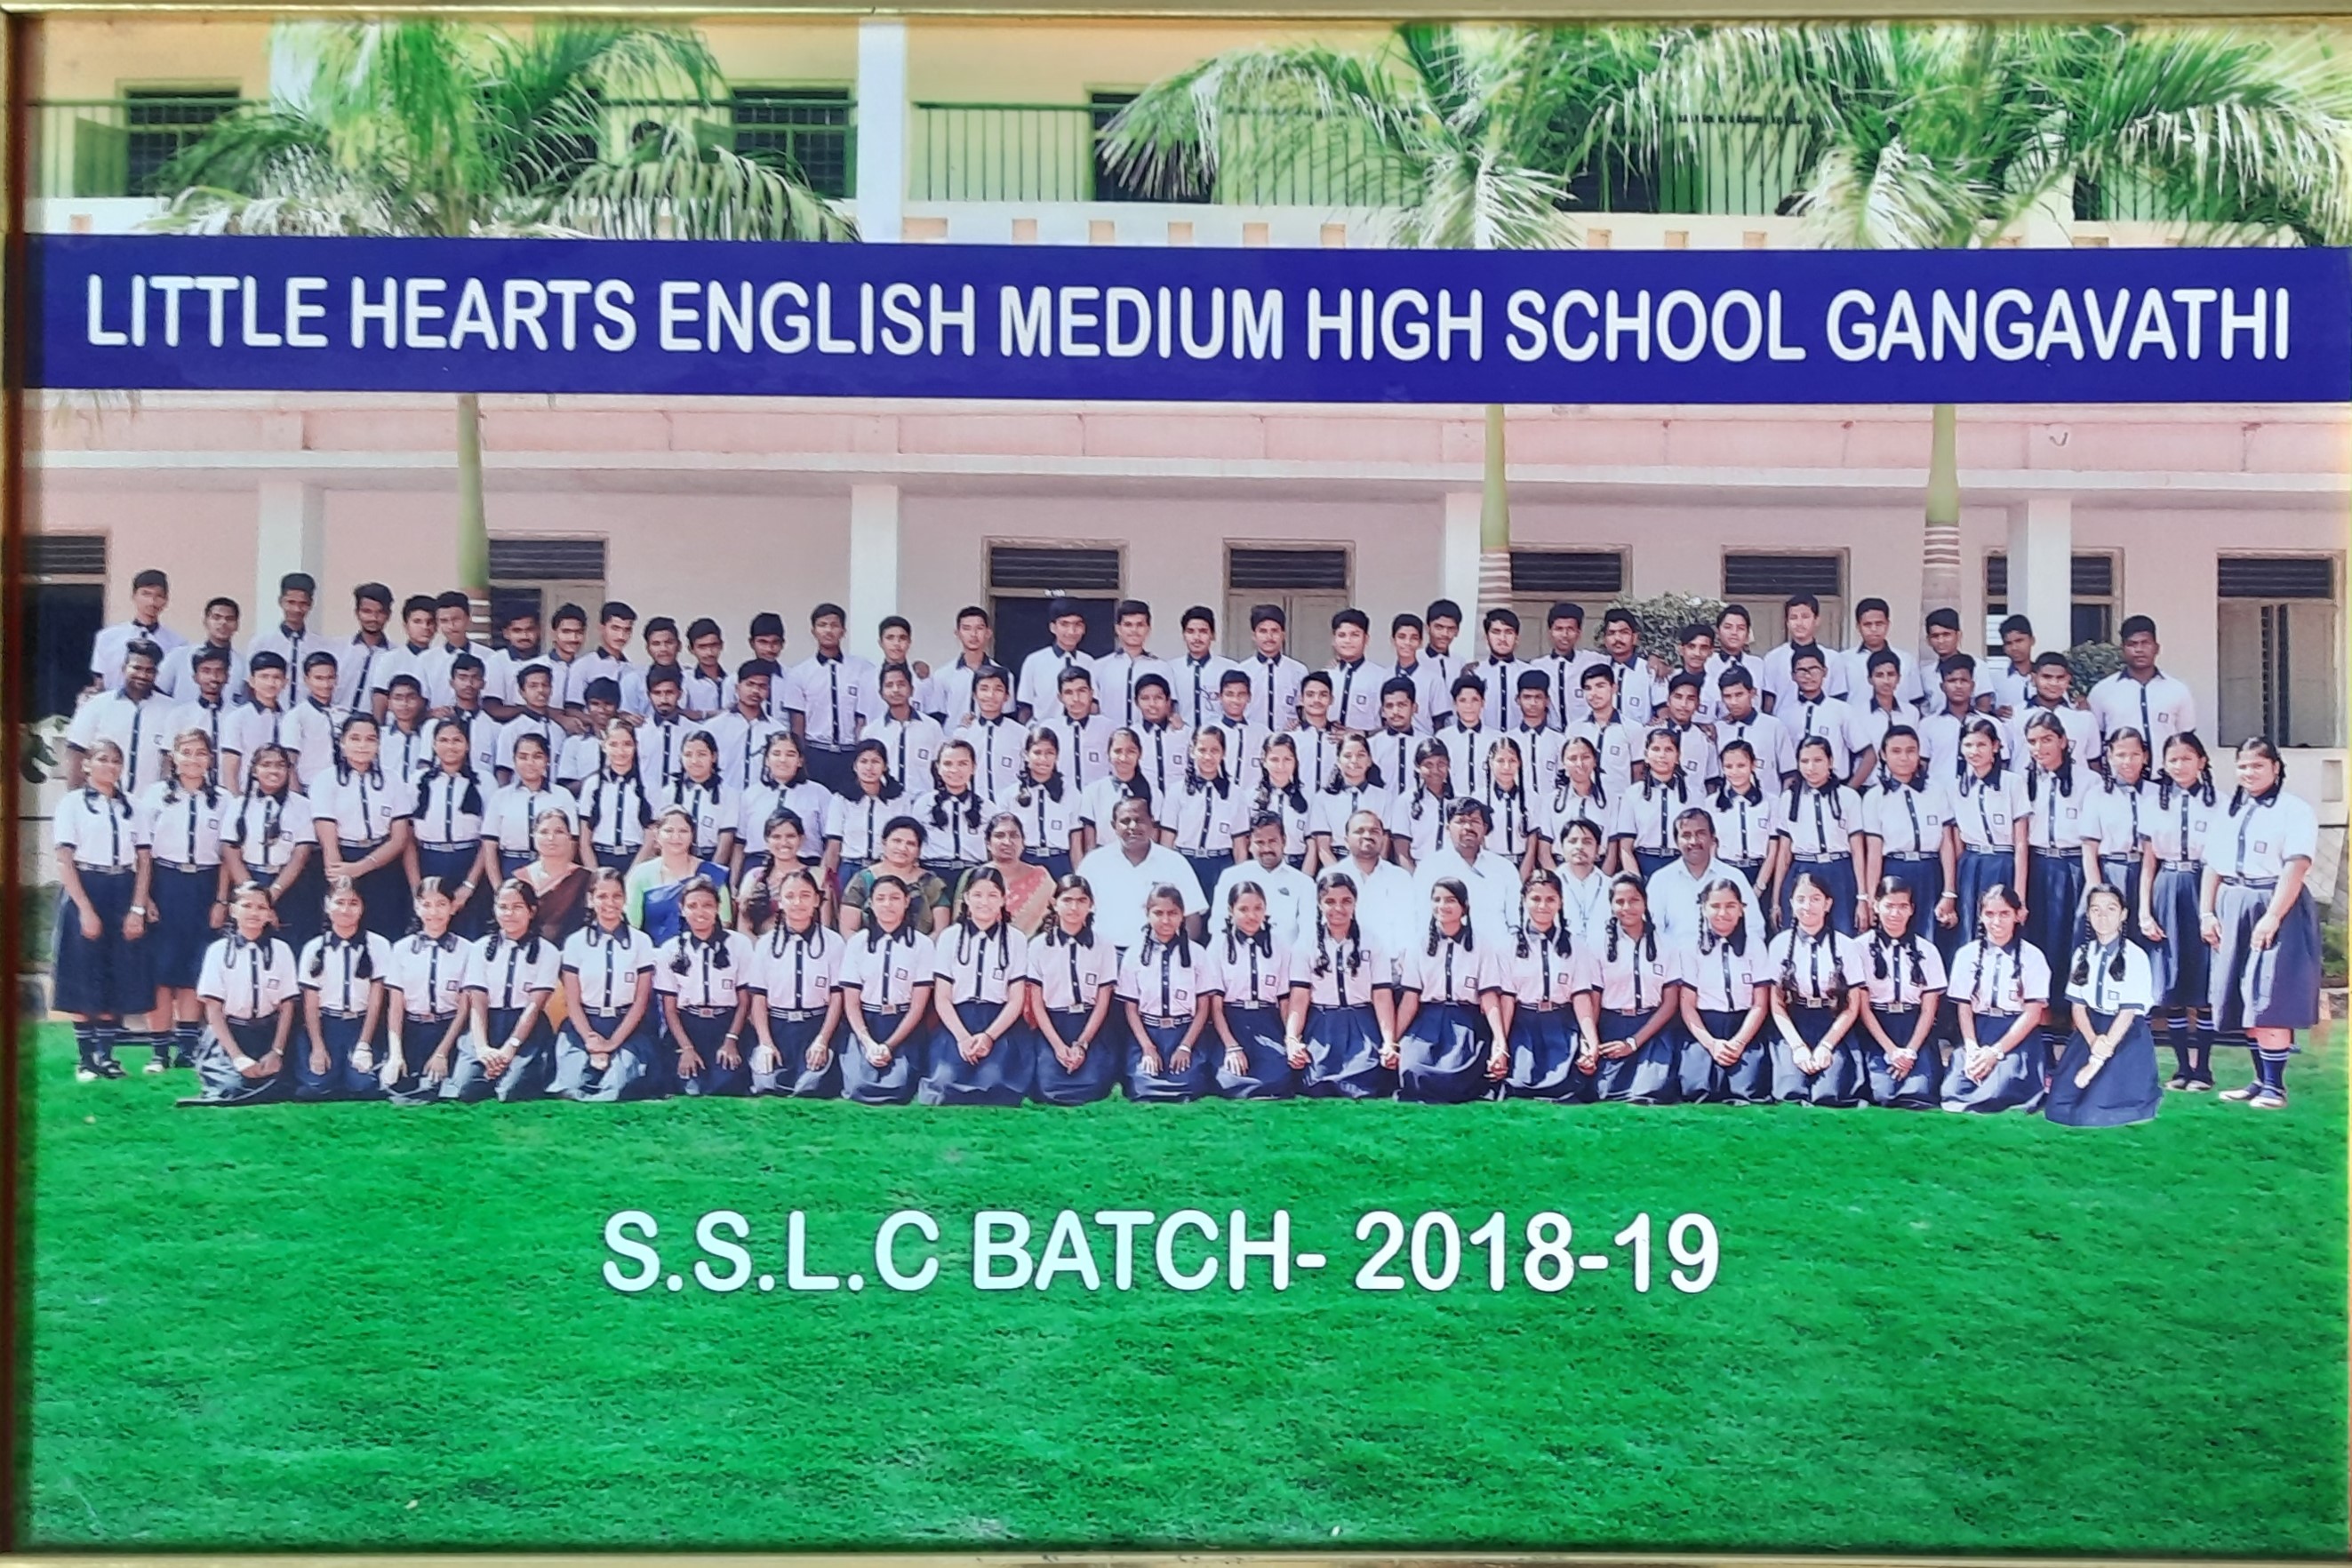 LITTLE HEARTS ENGLISH MEDIUM HIGH SCHOOL GANGAVATHI
S.S.L.C BATCH- 2018-19